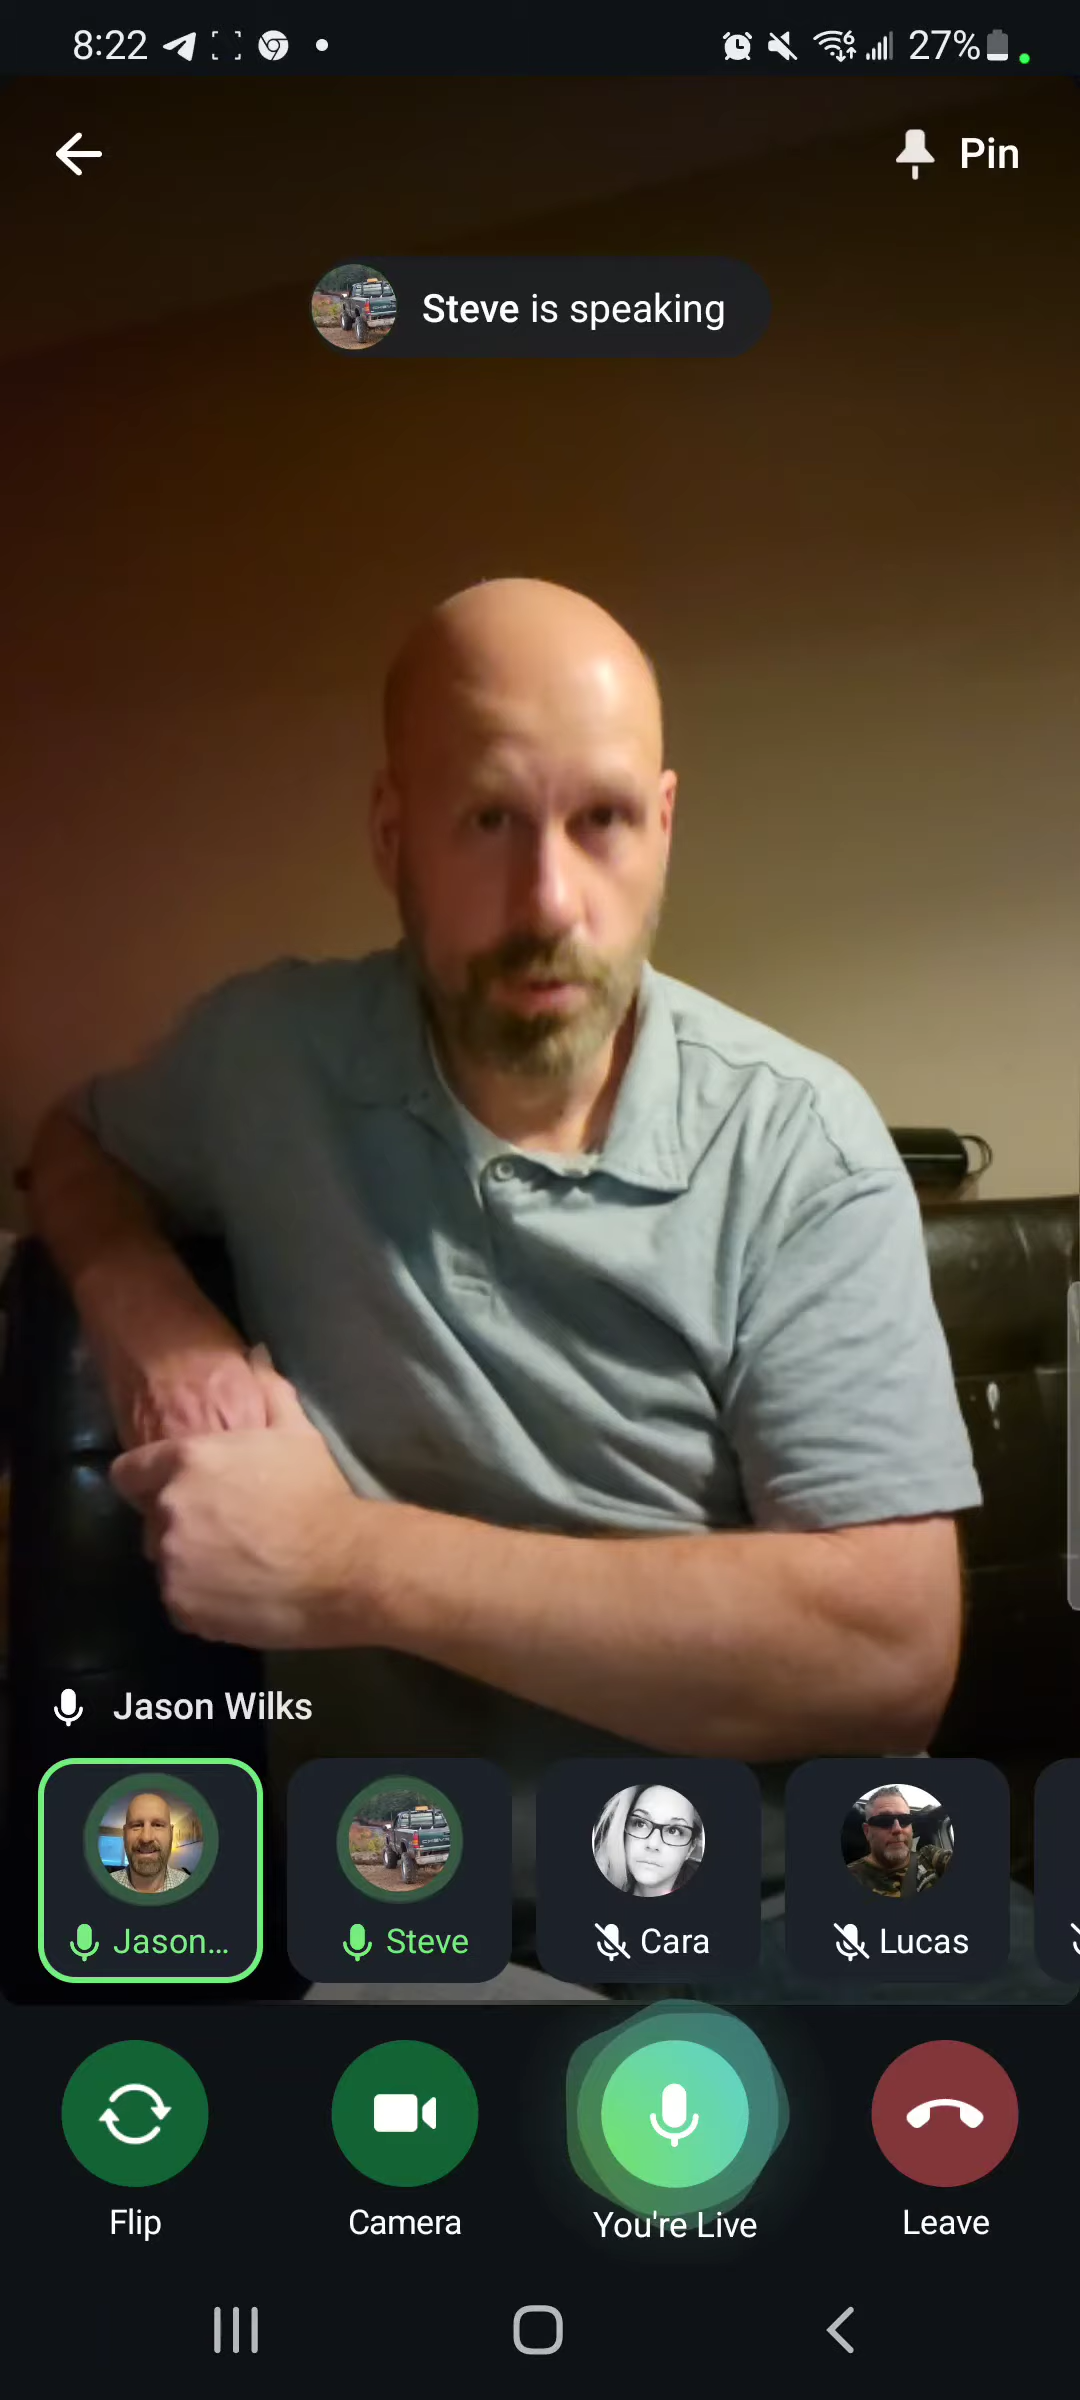 8:22
27%
Pin
Steve is speaking
Jason Wilks
Jason...
Steve
Cara
Lucas
Flip
Camera
You're Live
Leave